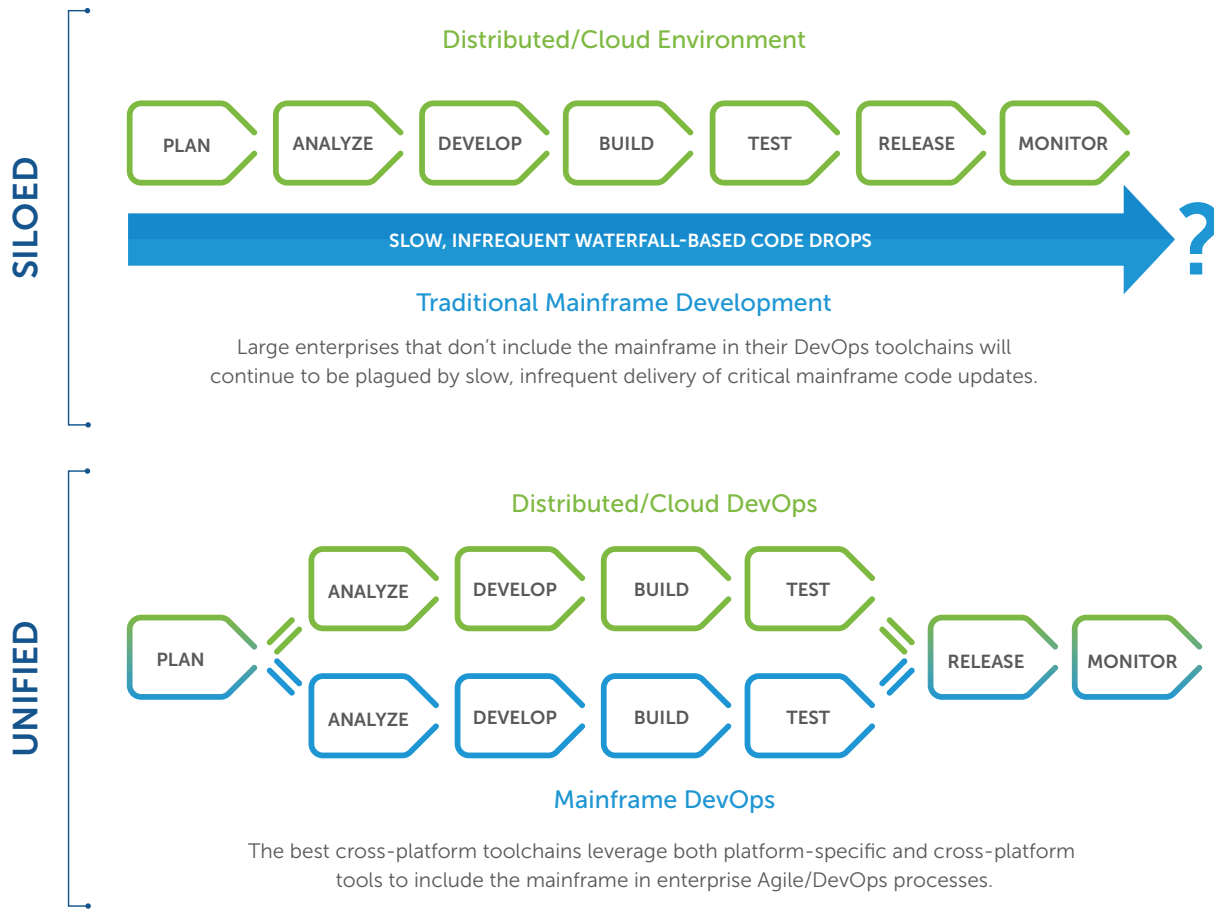 SILOED
Distributed/Cloud Environment
PLAN
ANALYZE
DEVELOP
BUILD
TEST
RELEASE
MONITOR
SLOW, INFREQUENT WATERFALL-BASED CODE DROPS
?
Traditional Mainframe Development
Large enterprises that don’t include the mainframe in their DevOps toolchains will
continue to be plagued by slow, infrequent delivery of critical mainframe code updates.
UNIFIED
Distributed/Cloud DevOps
PLAN
ANALYZE
DEVELOP
BUILD
TEST
ANALYZE
DEVELOP
BUILD
TEST
RELEASE
MONITOR
Mainframe DevOps
The best cross-platform toolchains leverage both platform-specific and cross-platform
tools to include the mainframe in enterprise Agile/DevOps processes.